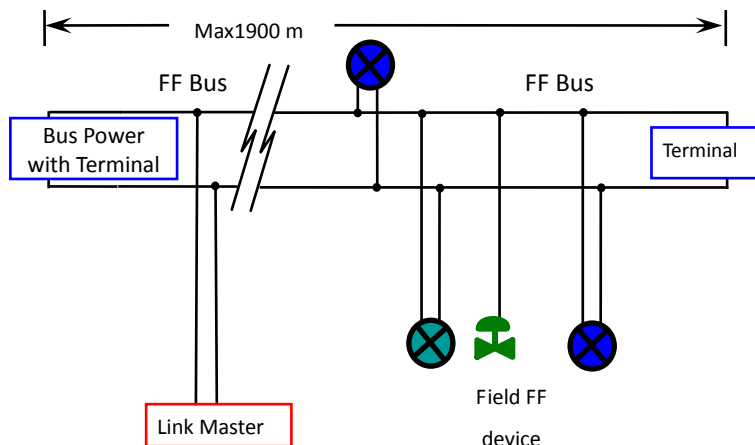 Max1900 m
FF Bus
FF Bus
Bus Power
with Terminal
Terminal
Field FF
device
Link Master